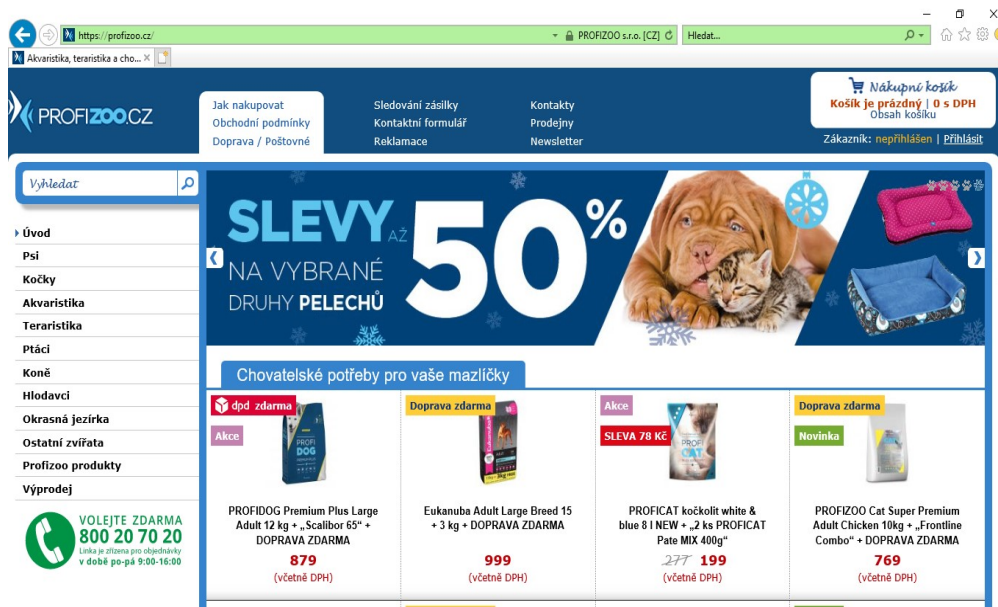 https://profizoo.cz/
PROFIZOO s.r.o. [CZ]
Hledat...
Akvaristika, teraristika a cho...
PROFIZOO.CZ
Jak nakupovat
Obchodní podmínky
Doprava / Poštovné
Sledování zásilky
Kontaktní formulář
Reklamace
Kontakty
Prodejny
Newsletter
Nákupní košík
Košík je prázdný | 0 s DPH
Obsah košíku
Zákazník: nepřihlášen | Přihlásit
Vyhledat
Úvod
Psi
Kočky
Akvaristika
Teraristika
Ptáci
Koně
Hlodavci
Okrasná jezírka
Ostatní zvířata
Profizoo produkty
Výprodej
VOLEJTE ZDARMA
800 20 70 20
Linka je zřízena pro objednávky
v době po-pá 9:00-16:00
SLEVY AŽ 50%
NA VYBRANÉ
DRUHY PELECHŮ
Chovatelské potřeby pro vaše mazlíčky
dpd zdarma
Akce
PROFI
DOG
PROFIDOG Premium Plus Large
Adult 12 kg + „Scalibor 65“ +
DOPRAVA ZDARMA
879
(včetně DPH)
Doprava zdarma
Eukanuba Adult Large Breed 15
+ 3 kg + DOPRAVA ZDARMA
999
(včetně DPH)
Akce
SLEVA 78 Kč
PROFI
CAT
PROFICAT kočkolit white &
blue 8 l NEW + „2 ks PROFICAT
Pate MIX 400g“
277 199
(včetně DPH)
Doprava zdarma
Novinka
PROFIZOO Cat Super Premium
Adult Chicken 10kg + „Frontline
Combo“ + DOPRAVA ZDARMA
769
(včetně DPH)